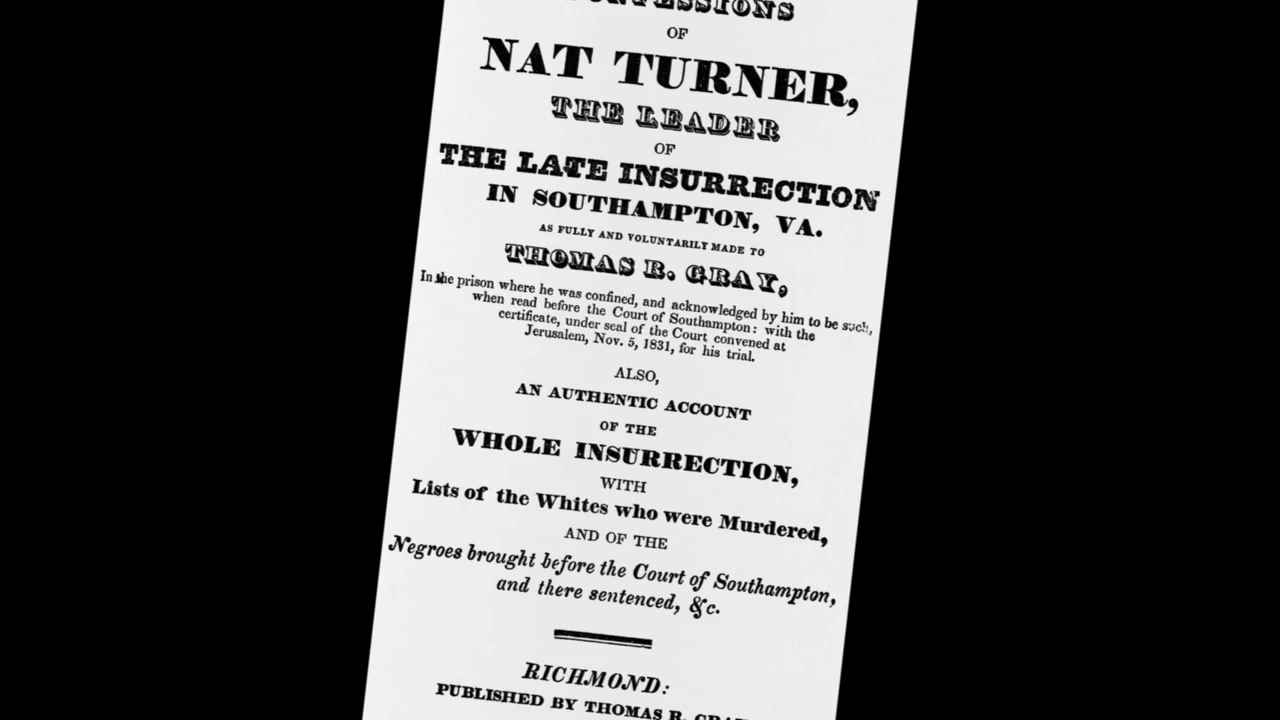 CONFESSIONS
OF
NAT TURNER,
THE LEADER
OF
THE LATE INSURRECTION
IN SOUTHAMPTON, VA.
AS FULLY AND VOLUNTARILY MADE TO
THOMAS R. GRAY,
In the prison where he was confined, and acknowledged by him to be such,
when read before the Court of Southampton: with the
certificate, under seal of the Court convened at
Jerusalem, Nov. 5, 1831, for his trial.
ALSO,
AN AUTHENTIC ACCOUNT
OF THE
WHOLE INSURRECTION,
WITH
Lists of the Whites who were Murdered,
AND OF THE
Negroes brought before the Court of Southampton,
and there sentenced, &c.
RICHMOND:
PUBLISHED BY THOMAS R. GRAY